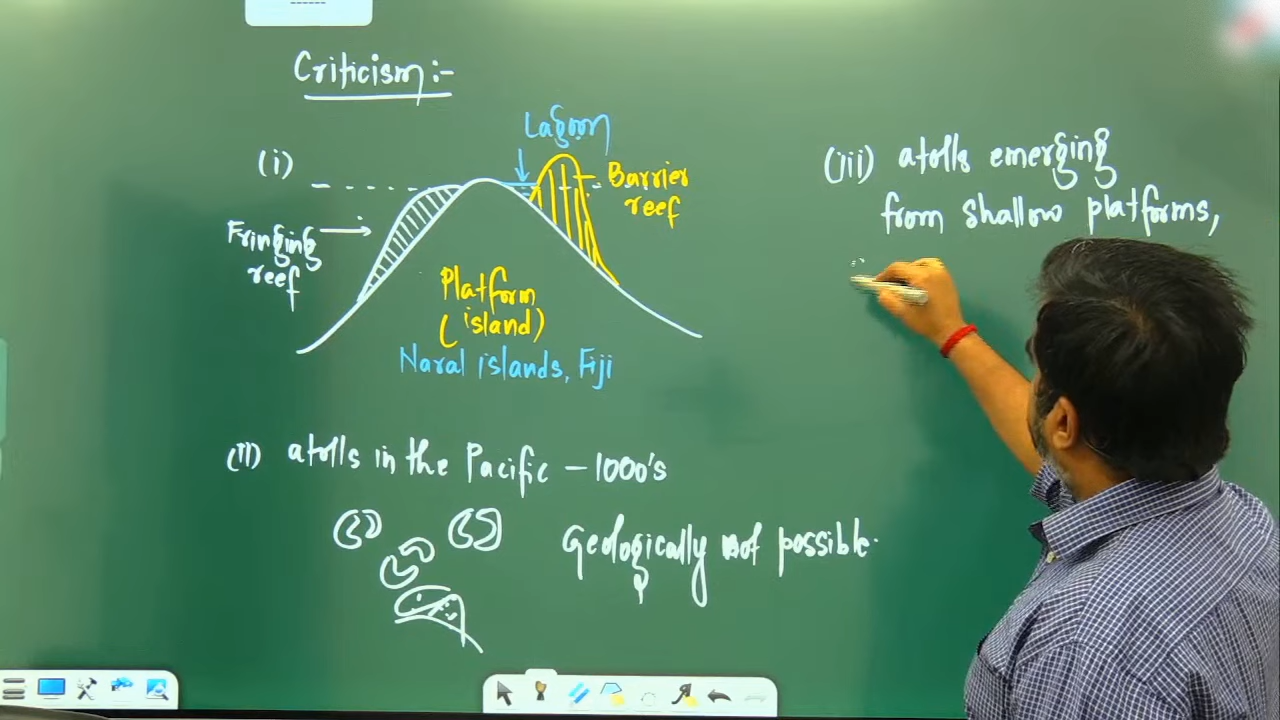 Criticism:-
(i)
Lagoon
Barrier
reef
Fringing
reef
Platform
(island)
Naral islands, Fiji
(ii) atolls in the Pacific – 1000's
Geologically not possible.
(iii) atolls emerging
from shallow platforms,